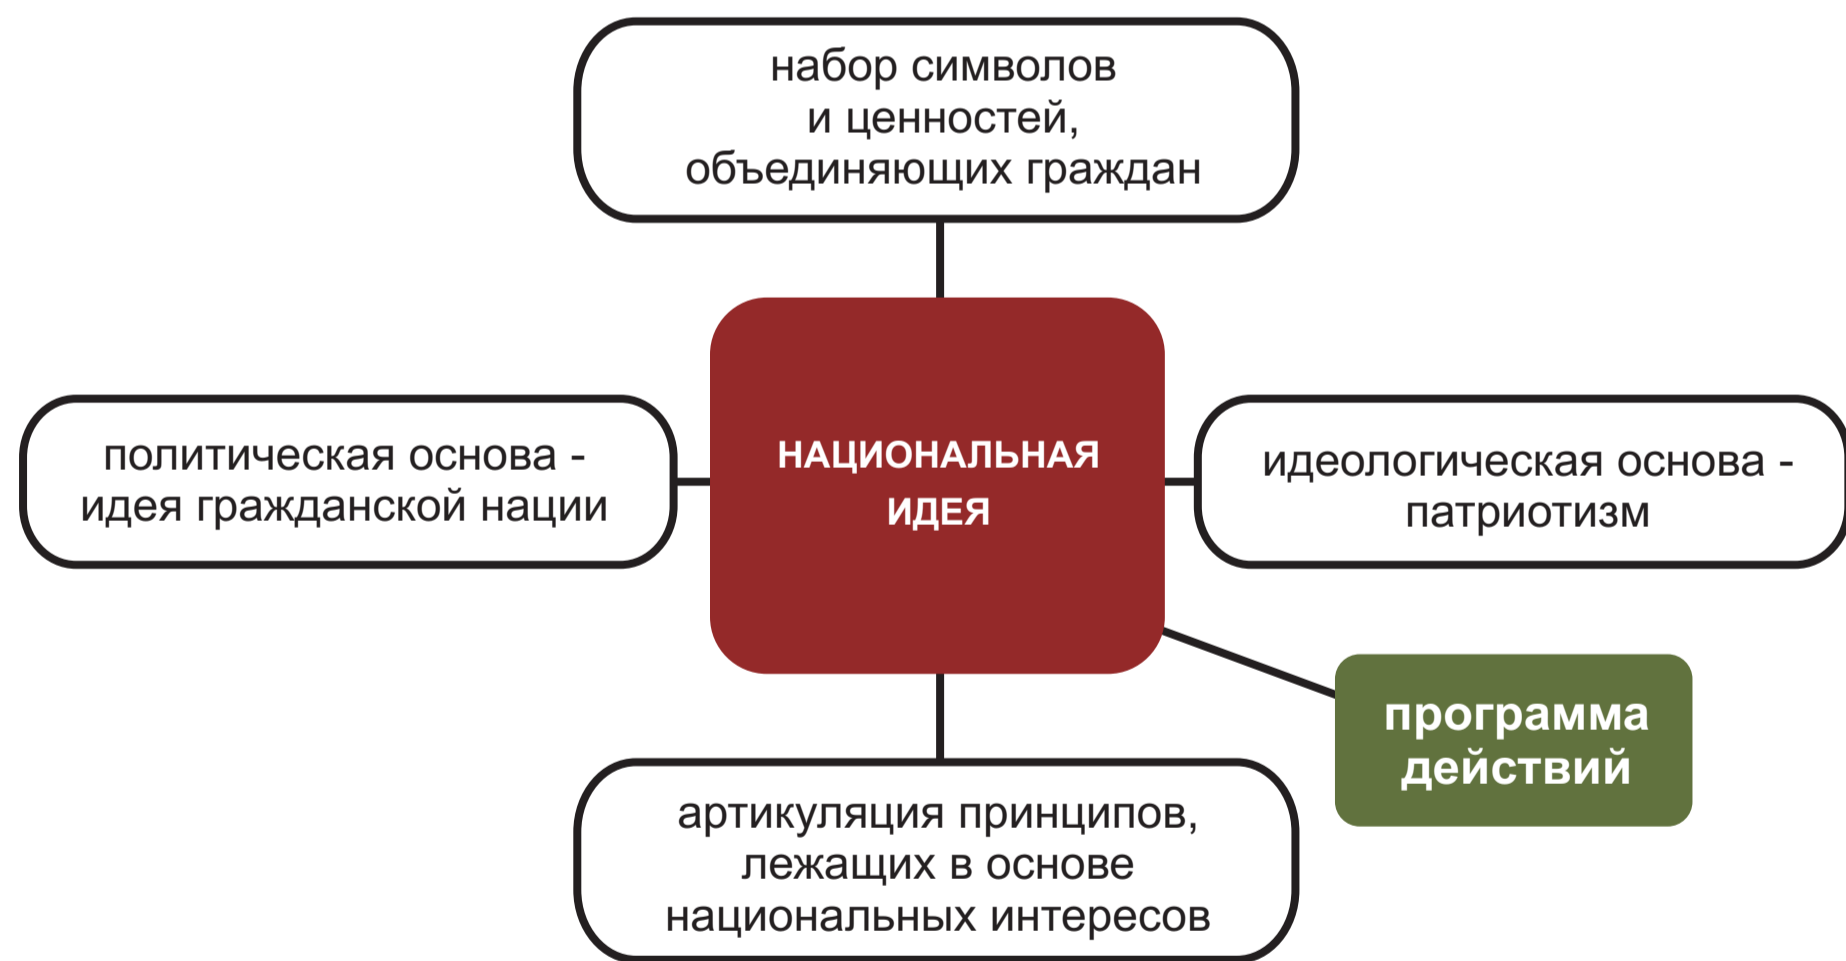 набор символов
и ценностей,
объединяющих граждан
политическая основа -
идея гражданской нации
НАЦИОНАЛЬНАЯ
ИДЕЯ
идеологическая основа -
патриотизм
программа
действий
артикуляция принципов,
лежащих в основе
национальных интересов